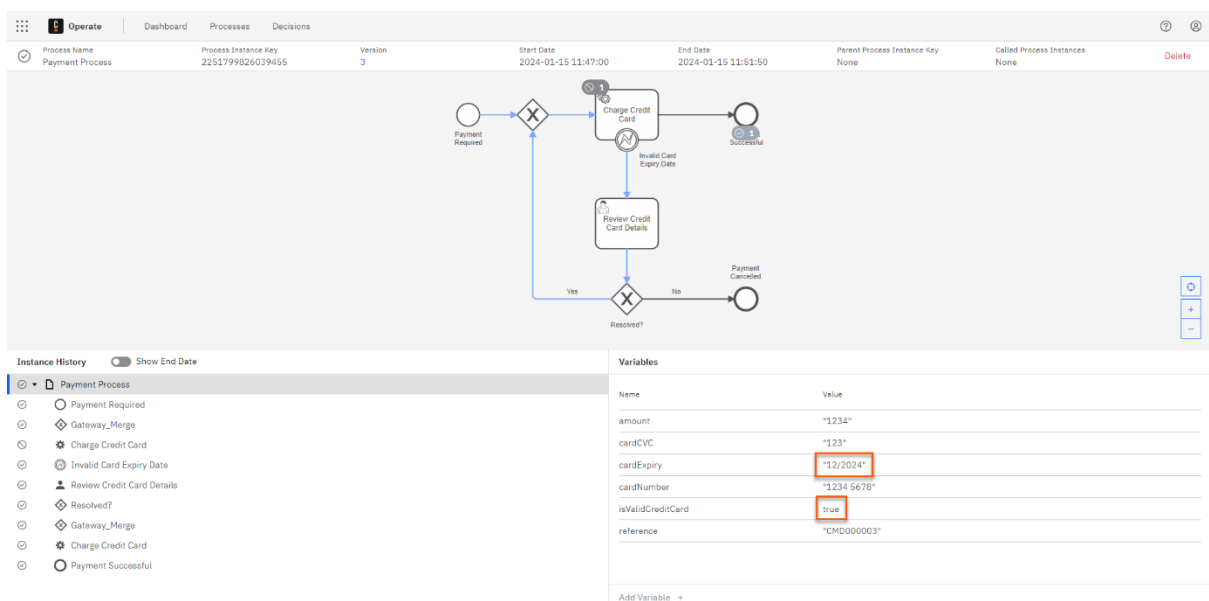 Operate
Dashboard
Processes
Decisions
Process Name
Payment Process
Process Instance Key
2251799826039455
Version
3
Start Date
2024-01-15 11:47:00
End Date
2024-01-15 11:51:50
Parent Process Instance Key
None
Called Process Instances
None
Delete
1
Charge Credit
Card
Payment
Required
1
Successful
Invalid Card
Expiry Date
Review Credit
Card Details
Payment
Cancelled
Yes
No
Resolved?
Instance History
Show End Date
Payment Process
Payment Required
Gateway_Merge
Charge Credit Card
Invalid Card Expiry Date
Review Credit Card Details
Resolved?
Gateway_Merge
Charge Credit Card
Payment Successful
Variables
Name Value
amount "1234"
cardCVC "123"
cardExpiry "12/2024"
cardNumber "1234 5678"
isValidCreditCard true
reference "CMD000003"
Add Variable +